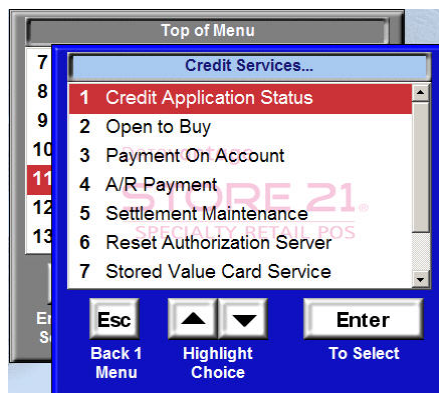 Top of Menu
7
8
9
10
11
12
13
Credit Services...
1 Credit Application Status
2 Open to Buy
3 Payment On Account
4 A/R Payment
5 Settlement Maintenance
6 Reset Authorization Server
7 Stored Value Card Service
STORE 21®
SPECIALTY RETAIL POS
Esc
Enter
Back 1
Menu
Highlight
Choice
To Select